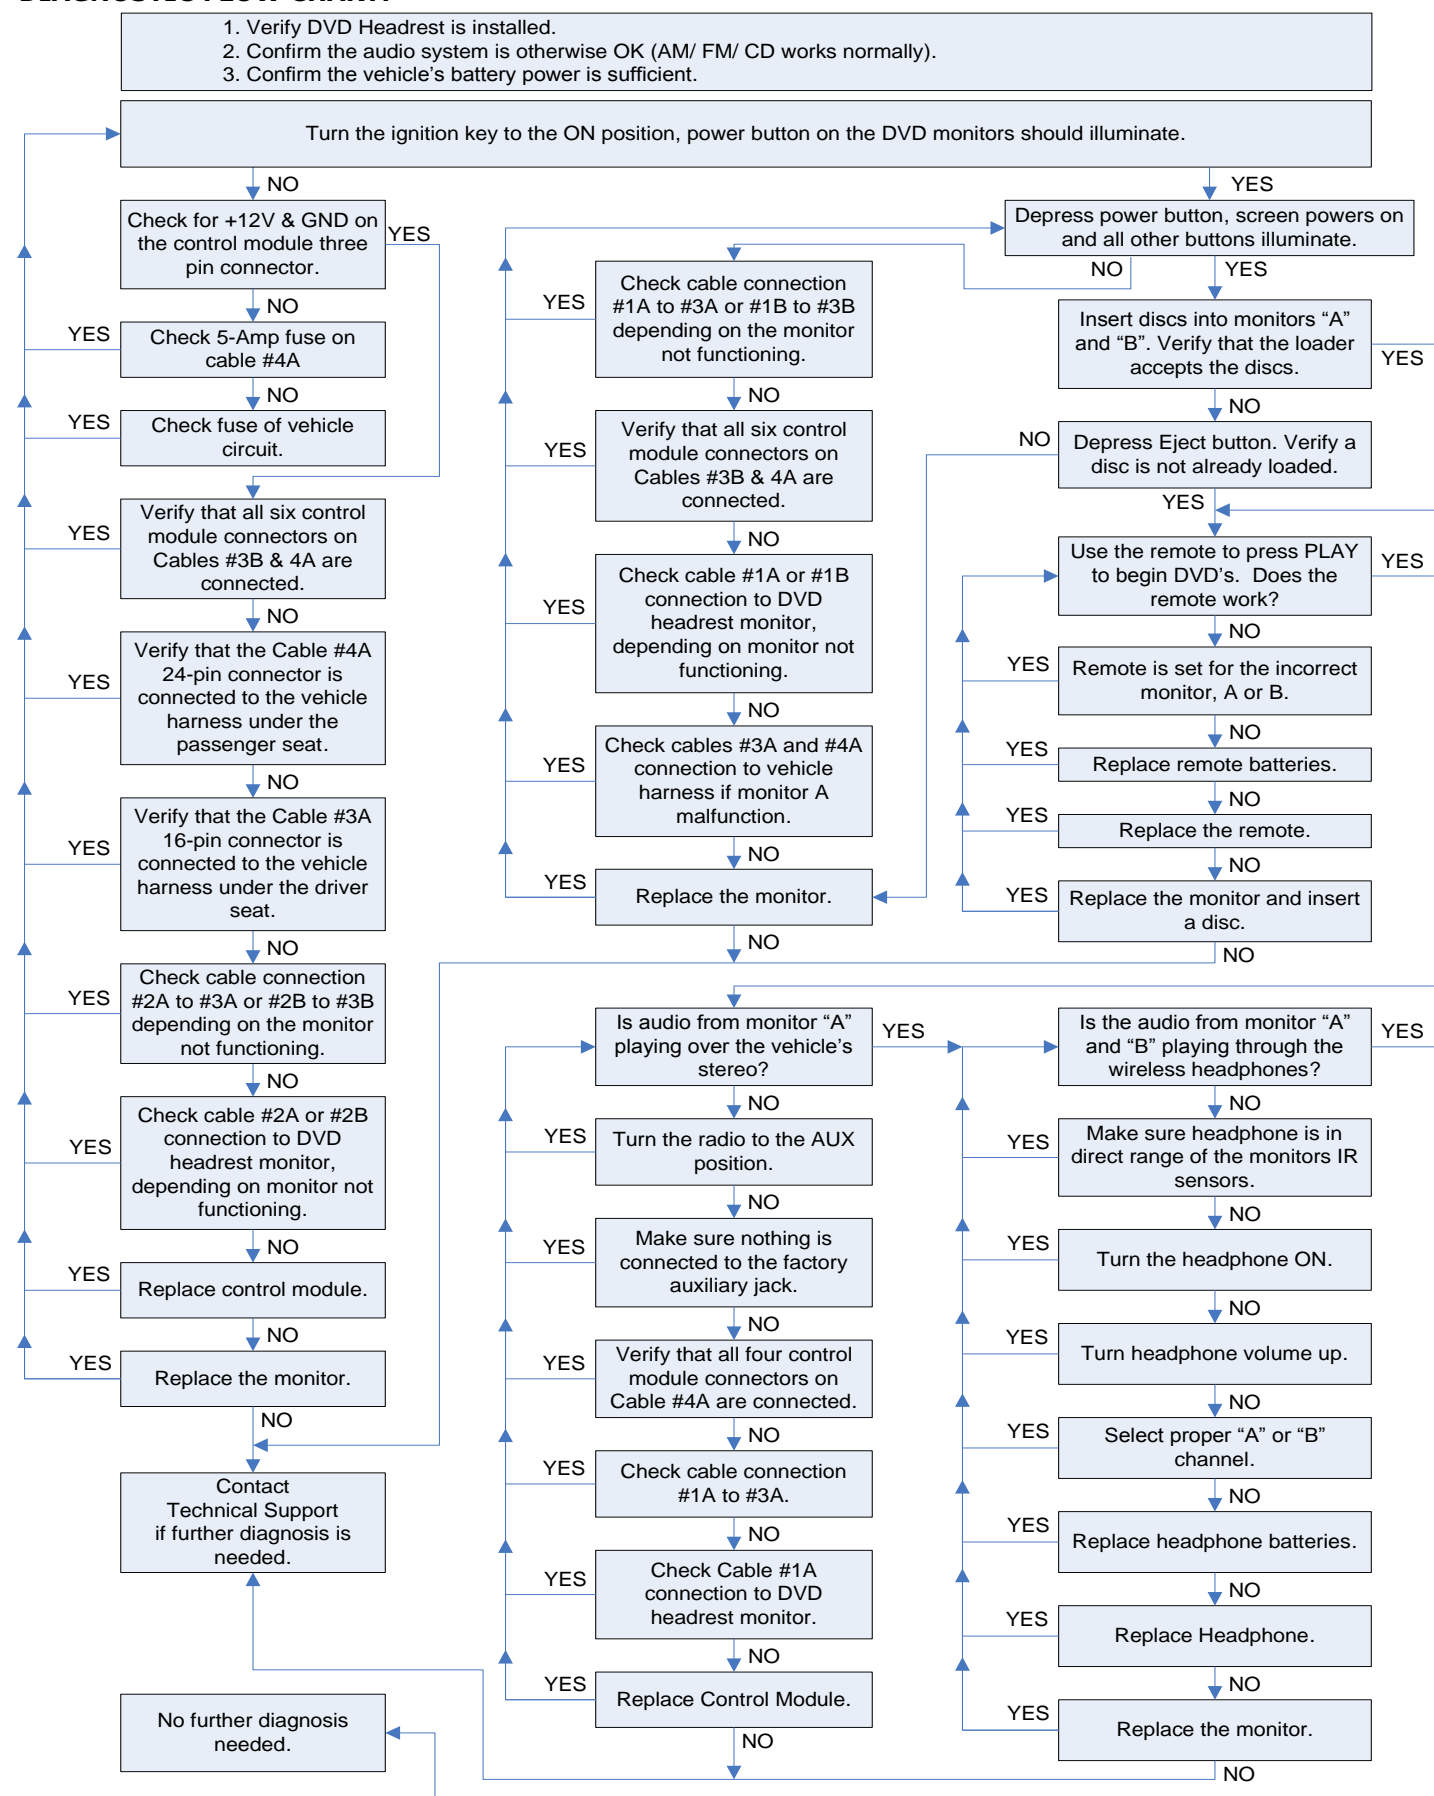 DIAGNOSTIC FLOW CHART:
1. Verify DVD Headrest is installed.
2. Confirm the audio system is otherwise OK (AM/ FM/ CD works normally).
3. Confirm the vehicle’s battery power is sufficient.
Turn the ignition key to the ON position, power button on the DVD monitors should illuminate.
NO
YES
Check for +12V & GND on
the control module three
pin connector.
YES
NO
Check 5-Amp fuse on
cable #4A
YES
NO
Check fuse of vehicle
circuit.
YES
Verify that all six control
module connectors on
Cables #3B & 4A are
connected.
YES
NO
Verify that the Cable #4A
24-pin connector is
connected to the vehicle
harness under the
passenger seat.
YES
NO
Verify that the Cable #3A
16-pin connector is
connected to the vehicle
harness under the driver
seat.
YES
NO
Check cable connection
#2A to #3A or #2B to #3B
depending on the monitor
not functioning.
YES
NO
Check cable #2A or #2B
connection to DVD
headrest monitor,
depending on monitor not
functioning.
YES
NO
Replace control module.
YES
NO
Replace the monitor.
YES
NO
Contact
Technical Support
if further diagnosis is
needed.
No further diagnosis
needed.
Check cable connection
#1A to #3A or #1B to #3B
depending on the monitor
not functioning.
YES
NO
Verify that all six control
module connectors on
Cables #3B & 4A are
connected.
YES
NO
Check cable #1A or #1B
connection to DVD
headrest monitor,
depending on monitor not
functioning.
YES
NO
Check cables #3A and #4A
connection to vehicle
harness if monitor A
malfunction.
YES
NO
Replace the monitor.
YES
NO
Depress power button, screen powers on
and all other buttons illuminate.
NO
YES
Insert discs into monitors “A”
and “B”. Verify that the loader
accepts the discs.
YES
NO
Depress Eject button. Verify a
disc is not already loaded.
NO
YES
Use the remote to press PLAY
to begin DVD’s. Does the
remote work?
YES
NO
Remote is set for the incorrect
monitor, A or B.
YES
NO
Replace remote batteries.
YES
NO
Replace the remote.
YES
NO
Replace the monitor and insert
a disc.
YES
NO
Is audio from monitor “A”
playing over the vehicle’s
stereo?
YES
NO
Turn the radio to the AUX
position.
YES
NO
Make sure nothing is
connected to the factory
auxiliary jack.
YES
NO
Verify that all four control
module connectors on
Cable #4A are connected.
YES
NO
Check cable connection
#1A to #3A.
YES
NO
Check Cable #1A
connection to DVD
headrest monitor.
YES
NO
Replace Control Module.
YES
NO
Is the audio from monitor “A”
and “B” playing through the
wireless headphones?
YES
NO
Make sure headphone is in
direct range of the monitors IR
sensors.
YES
NO
Turn the headphone ON.
YES
NO
Turn headphone volume up.
YES
NO
Select proper “A” or “B”
channel.
YES
NO
Replace headphone batteries.
YES
NO
Replace Headphone.
YES
NO
Replace the monitor.
YES
NO